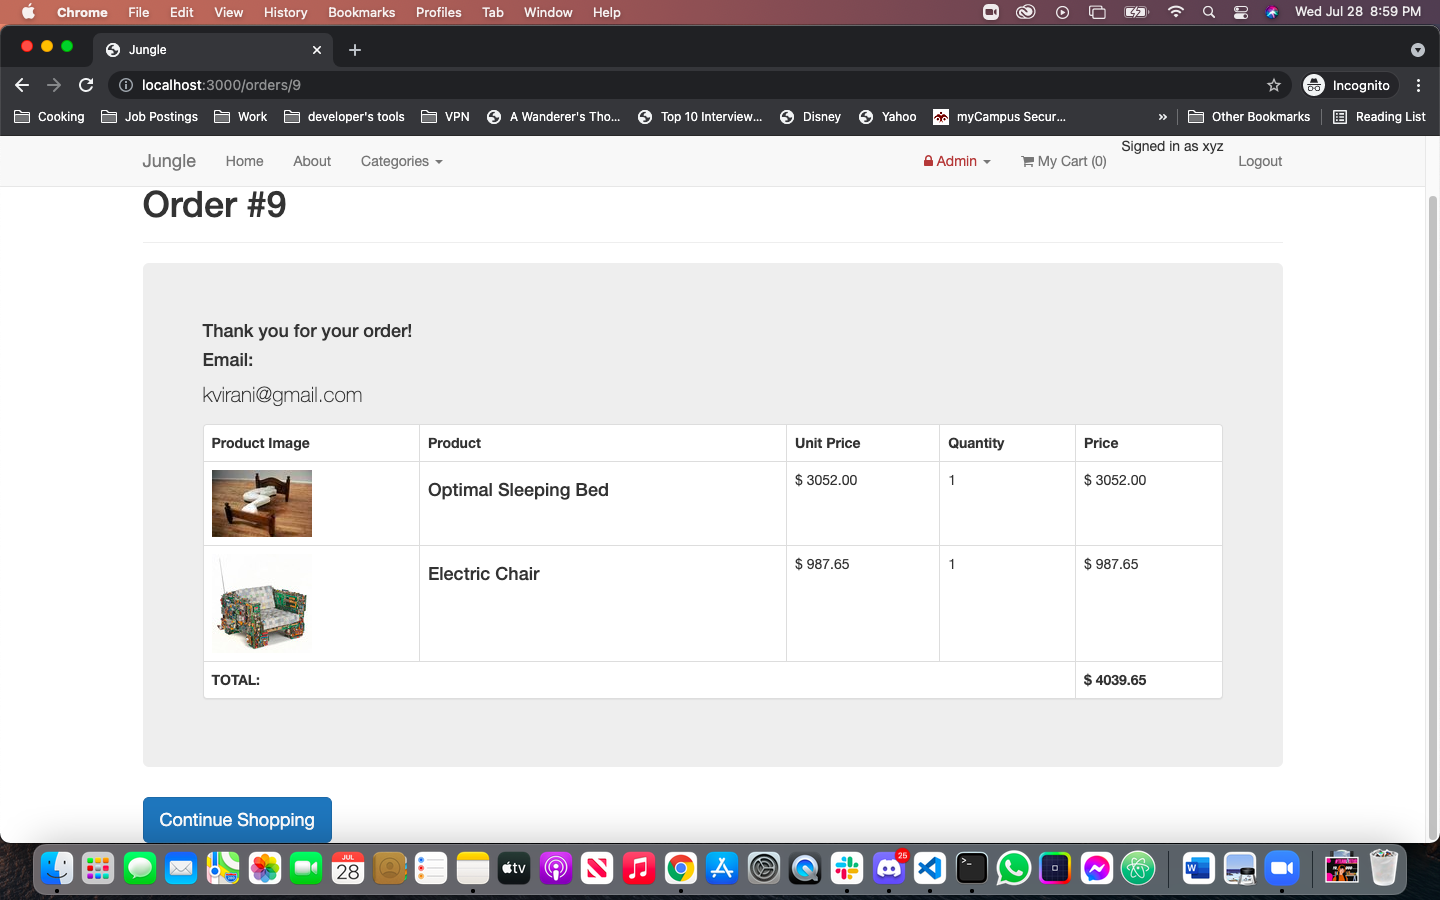 Chrome File Edit View History Bookmarks Profiles Tab Window Help Wed Jul 28 8:59 PM
Jungle
localhost:3000/orders/9 Incognito
Cooking Job Postings Work developer's tools VPN A Wanderer's Tho... Top 10 Interview... Disney Yahoo myCampus Secur... » Other Bookmarks Reading List
Jungle Home About Categories Admin My Cart (0) Signed in as xyz Logout
Order #9
Thank you for your order!
Email:
kvirani@gmail.com
Product Image Product Unit Price Quantity Price
Optimal Sleeping Bed $ 3052.00 1 $ 3052.00
Electric Chair $ 987.65 1 $ 987.65
TOTAL: $ 4039.65
Continue Shopping
JUL
28
tv
25